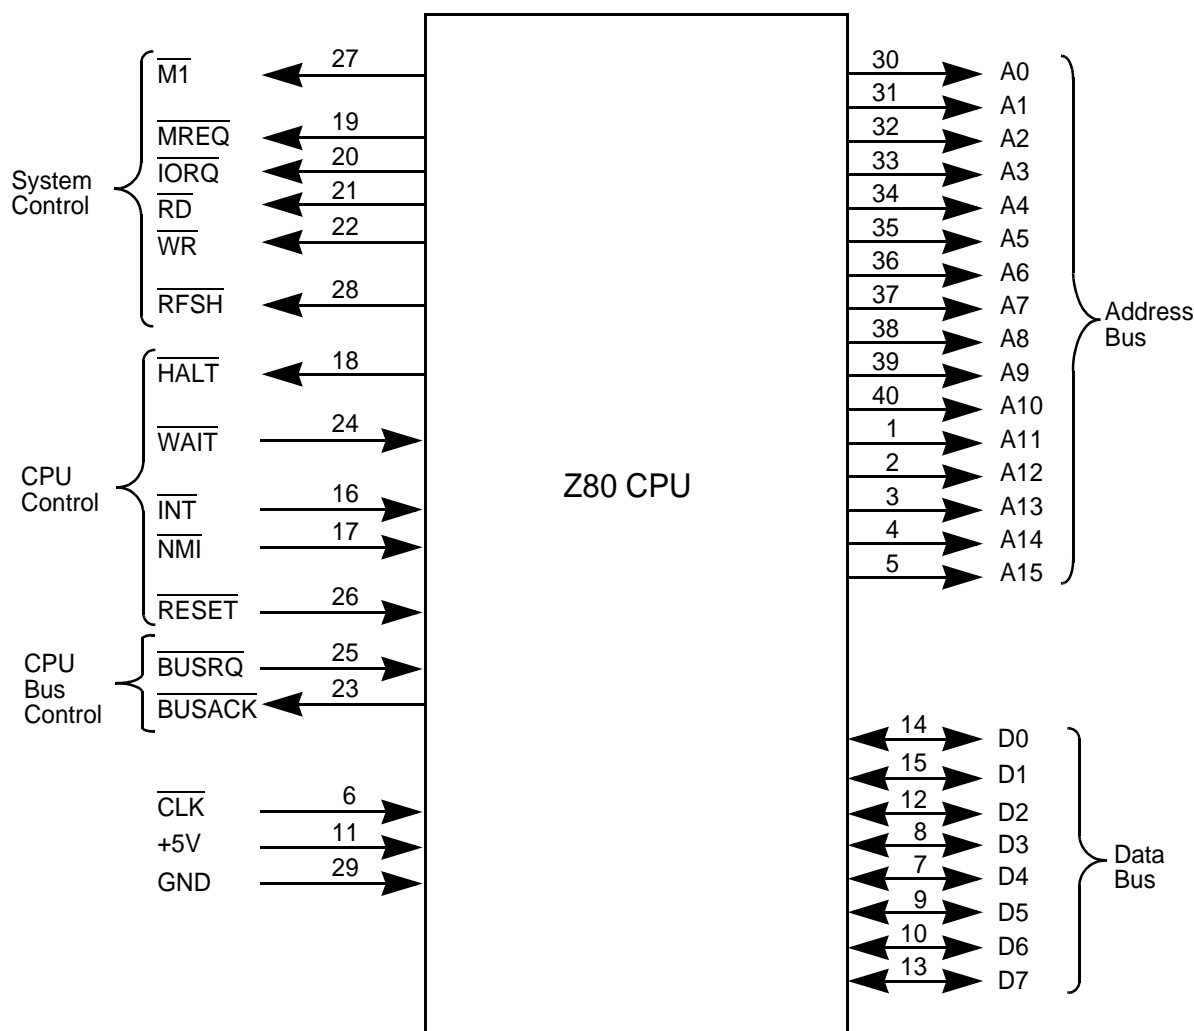 System
Control
M1 27
MREQ 19
IORQ 20
RD 21
WR 22
RFSH 28
CPU
Control
HALT 18
WAIT 24
INT 16
NMI 17
RESET 26
CPU
Bus
Control
BUSRQ 25
BUSACK 23
CLK 6
+5V 11
GND 29
Z80 CPU
30 A0
31 A1
32 A2
33 A3
34 A4
35 A5
36 A6
37 A7
38 A8
39 A9
40 A10
1 A11
2 A12
3 A13
4 A14
5 A15
Address
Bus
14 D0
15 D1
12 D2
8 D3
7 D4
9 D5
10 D6
13 D7
Data
Bus